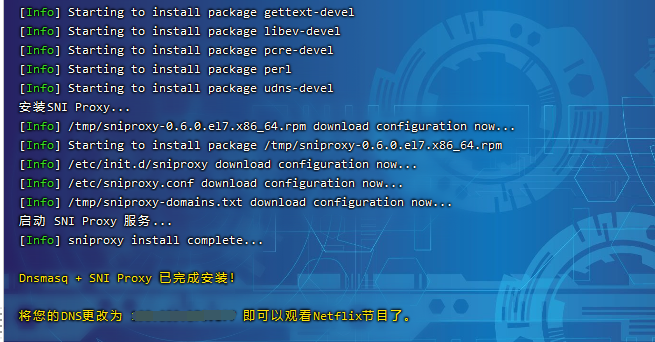 [Info] Starting to install package gettext-devel
[Info] Starting to install package libev-devel
[Info] Starting to install package pcre-devel
[Info] Starting to install package perl
[Info] Starting to install package udns-devel
安装SNI Proxy...
[Info] /tmp/sniproxy-0.6.0.el7.x86_64.rpm download configuration now...
[Info] Starting to install package /tmp/sniproxy-0.6.0.el7.x86_64.rpm
[Info] /etc/init.d/sniproxy download configuration now...
[Info] /etc/sniproxy.conf download configuration now...
[Info] /tmp/sniproxy-domains.txt download configuration now...
启动 SNI Proxy 服务...
[Info] sniproxy install complete...
Dnsmasq + SNI Proxy 已完成安装！
将您的DNS更改为 即可以观看Netflix节目了。